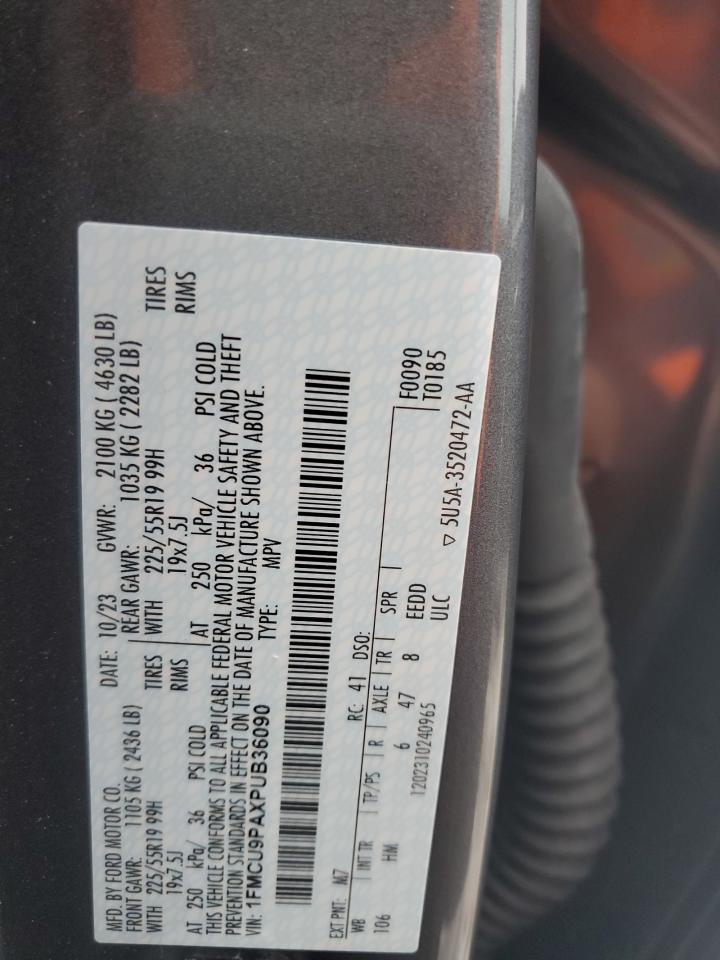 MFD. BY FORD MOTOR CO.
DATE: 10/23 GVWR: 2100 KG ( 4630 LB)
FRONT GAWR: 1105 KG ( 2436 LB) REAR GAWR: 1035 KG ( 2282 LB)
WITH 225/55R19 99H TIRES WITH 225/55R19 99H TIRES
19x7.5J RIMS 19x7.5J RIMS
AT 250 kPa/ 36 PSI COLD AT 250 kPa/ 36 PSI COLD
THIS VEHICLE CONFORMS TO ALL APPLICABLE FEDERAL MOTOR VEHICLE SAFETY AND THEFT
PREVENTION STANDARDS IN EFFECT ON THE DATE OF MANUFACTURE SHOWN ABOVE.
VIN: 1FMCU9PAXPUB36090 TYPE: MPV
EXT PNT: M7 RC: 41 DSO:
WB INT TR TP/PS R AXLE TR SPR F0090
106 HM 6 47 8 EEDD T0185
1202310240965 ULC
▽ 5U5A-3520472-AA